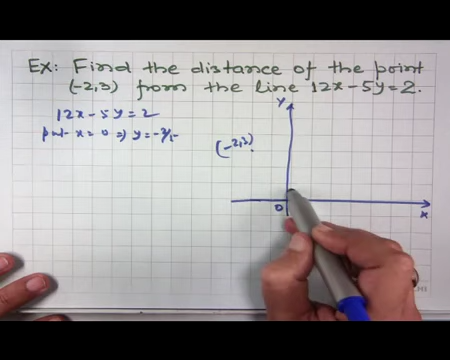 Ex: Find the distance of the point
(-2,3) from the line 12x-5y=2.
12x-5y=2
put x=0 ⇒ y=-2/5
y
(-2,3)
0
x